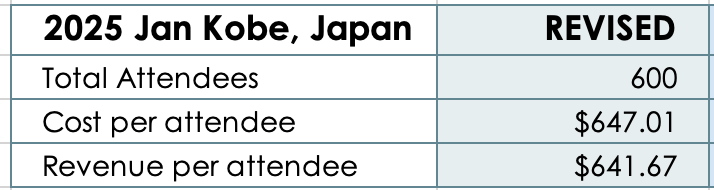 2025 Jan Kobe, Japan REVISED
Total Attendees 600
Cost per attendee $647.01
Revenue per attendee $641.67